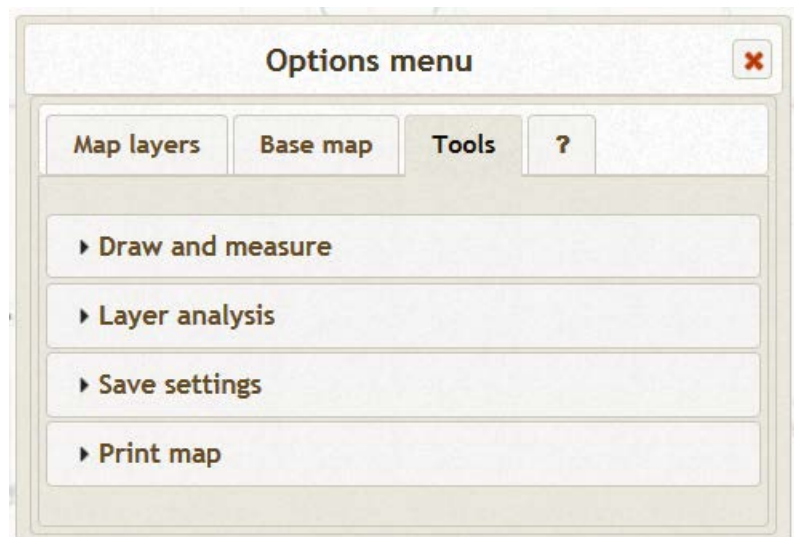 Options menu
Map layers Base map Tools ?
Draw and measure
Layer analysis
Save settings
Print map